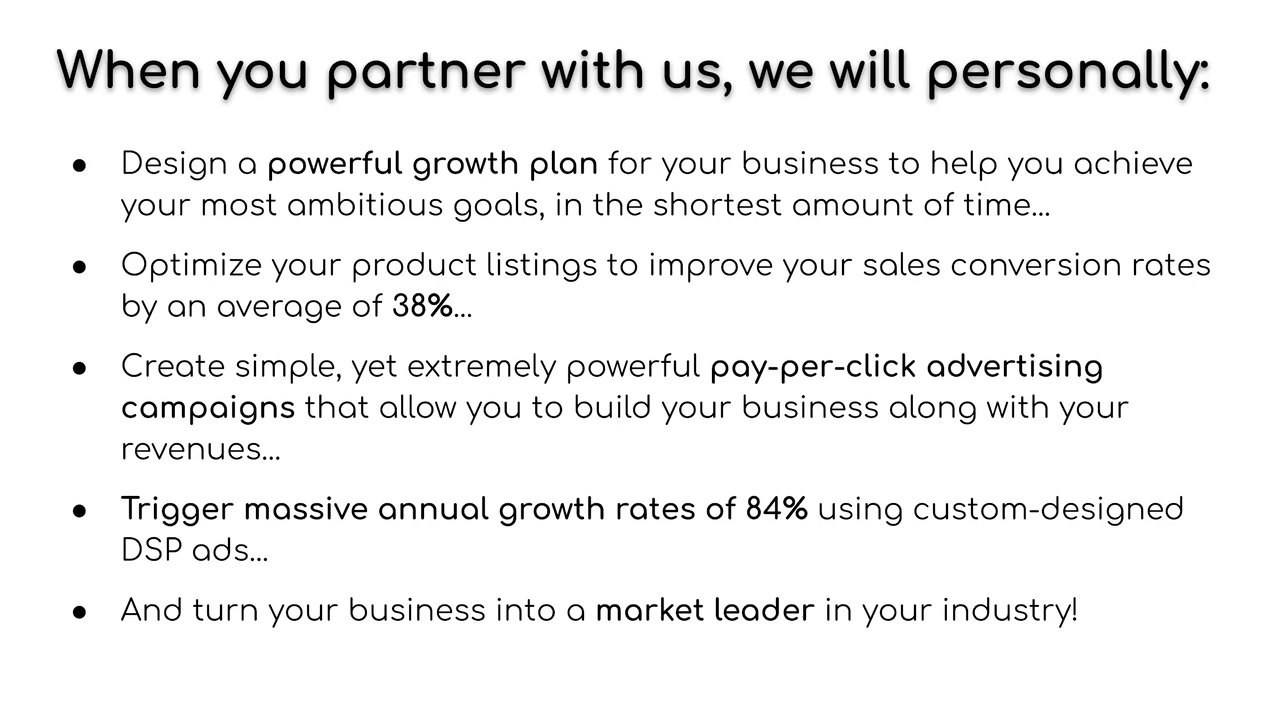 When you partner with us, we will personally:
● Design a powerful growth plan for your business to help you achieve
your most ambitious goals, in the shortest amount of time...
● Optimize your product listings to improve your sales conversion rates
by an average of 38%...
● Create simple, yet extremely powerful pay-per-click advertising
campaigns that allow you to build your business along with your
revenues...
● Trigger massive annual growth rates of 84% using custom-designed
DSP ads...
● And turn your business into a market leader in your industry!